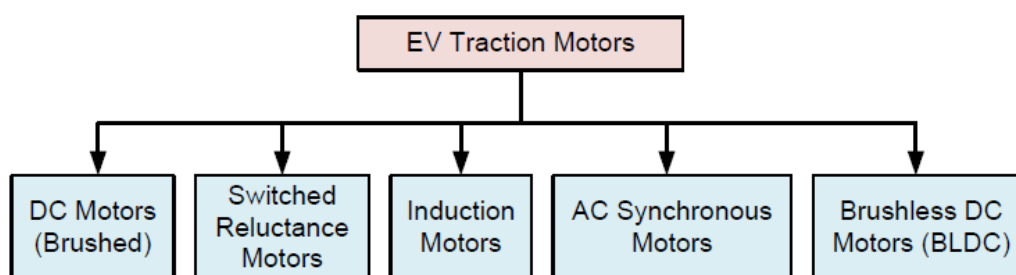 EV Traction Motors
DC Motors
(Brushed)
Switched
Reluctance
Motors
Induction
Motors
AC Synchronous
Motors
Brushless DC
Motors (BLDC)